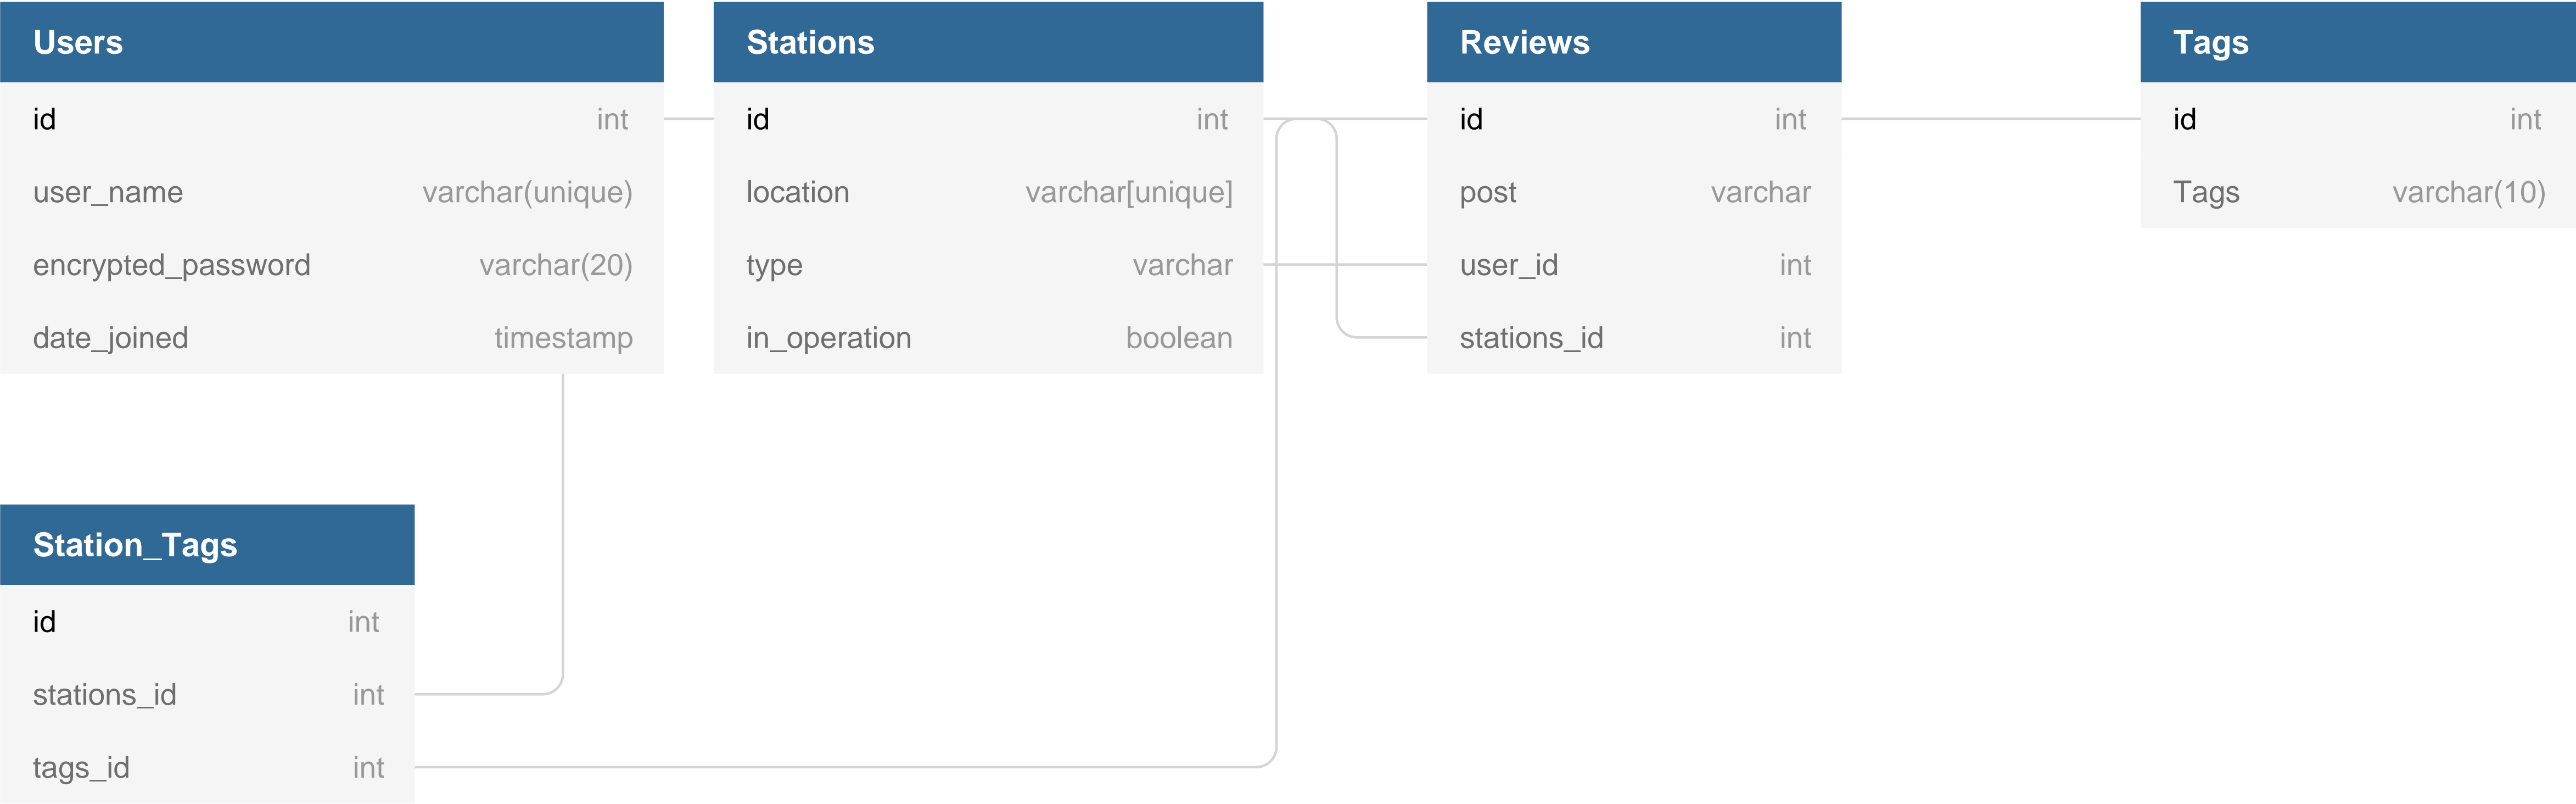 Users
id int
user_name varchar(unique)
encrypted_password varchar(20)
date_joined timestamp
Stations
id int
location varchar[unique]
type varchar
in_operation boolean
Reviews
id int
post varchar
user_id int
stations_id int
Tags
id int
Tags varchar(10)
Station_Tags
id int
stations_id int
tags_id int